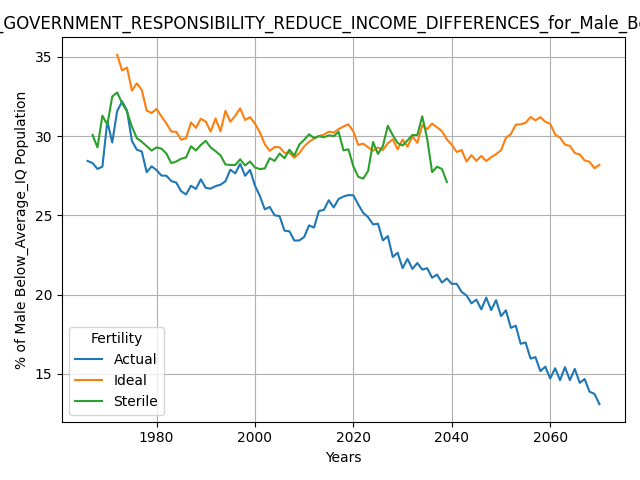 _GOVERNMENT_RESPONSIBILITY_REDUCE_INCOME_DIFFERENCES_for_Male_Be
% of Male Below_Average_IQ Population
35
30
25
20
15
Fertility
Actual
Ideal
Sterile
1980
2000
2020
2040
2060
Years